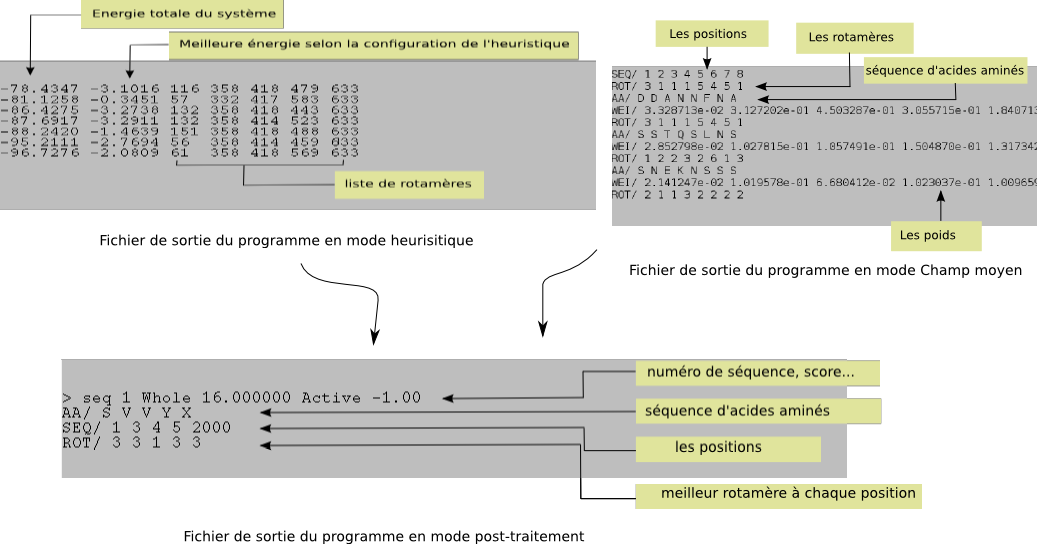 Energie totale du système
Meilleure énergie selon la configuration de l'heuristique
-78.4347 -3.1016 116 358 418 479 633
-81.1258 -0.3451 57 332 417 583 633
-86.4275 -3.2738 132 358 418 443 633
-87.6917 -3.2911 132 358 414 523 633
-88.2420 -1.4639 151 358 418 488 633
-95.2111 -2.7694 56 358 414 459 633
-96.7276 -2.0809 61 358 418 569 633
liste de rotamères
Fichier de sortie du programme en mode heurisitique
Les positions
Les rotamères
séquence d'acides aminés
SEQ/ 1 2 3 4 5 6 7 8
ROT/ 3 1 1 1 5 4 5 1
AA/ D D A N N F N A
WEI/ 3.328713e-02 3.127202e-01 4.503287e-01 3.055715e-01 1.840713
ROT/ 3 1 1 1 5 4 5 1
AA/ S S T Q S L N S
WEI/ 2.852798e-02 1.027815e-01 1.057491e-01 1.504870e-01 1.317342
ROT/ 1 2 2 3 2 6 1 3
AA/ S N E K N S S S
WEI/ 2.141247e-02 1.019578e-01 6.680412e-02 1.023037e-01 1.009659
ROT/ 2 1 1 3 2 2 2 2
Les poids
Fichier de sortie du programme en mode Champ moyen
numéro de séquence, score...
> seq 1 Whole 16.000000 Active -1.00
AA/ S V V Y X
séquence d'acides aminés
SEQ/ 1 3 4 5 2000
ROT/ 3 3 1 3 3
les positions
meilleur rotamère à chaque position
Fichier de sortie du programme en mode post-traitement